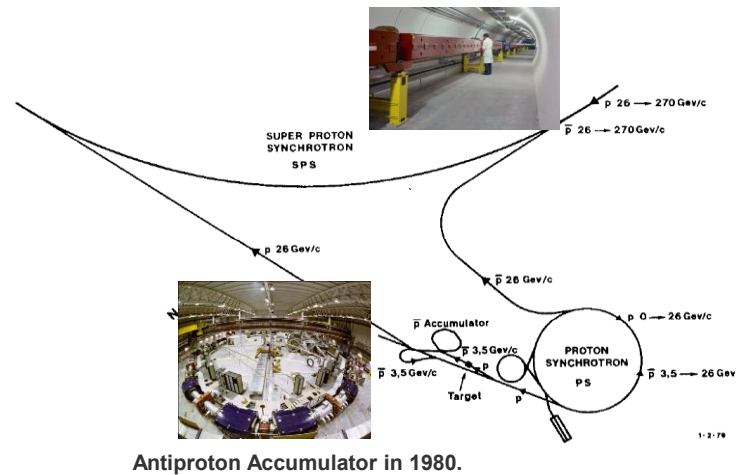 p 26 → 270 Gev/c
p̅ 26 → 270 Gev/c
SUPER PROTON
SYNCHROTRON
SPS
p 26 Gev/c
p̅ 26 Gev/c
N
p̅ Accumulator
p 0 → 26 Gev/c
p̅ 3,5 Gev/c
p
PROTON
SYNCHROTRON
PS
p̅ 3,5 Gev/c
Target
p
p̅ 3,5 → 26 Gev
1-2-79
Antiproton Accumulator in 1980.